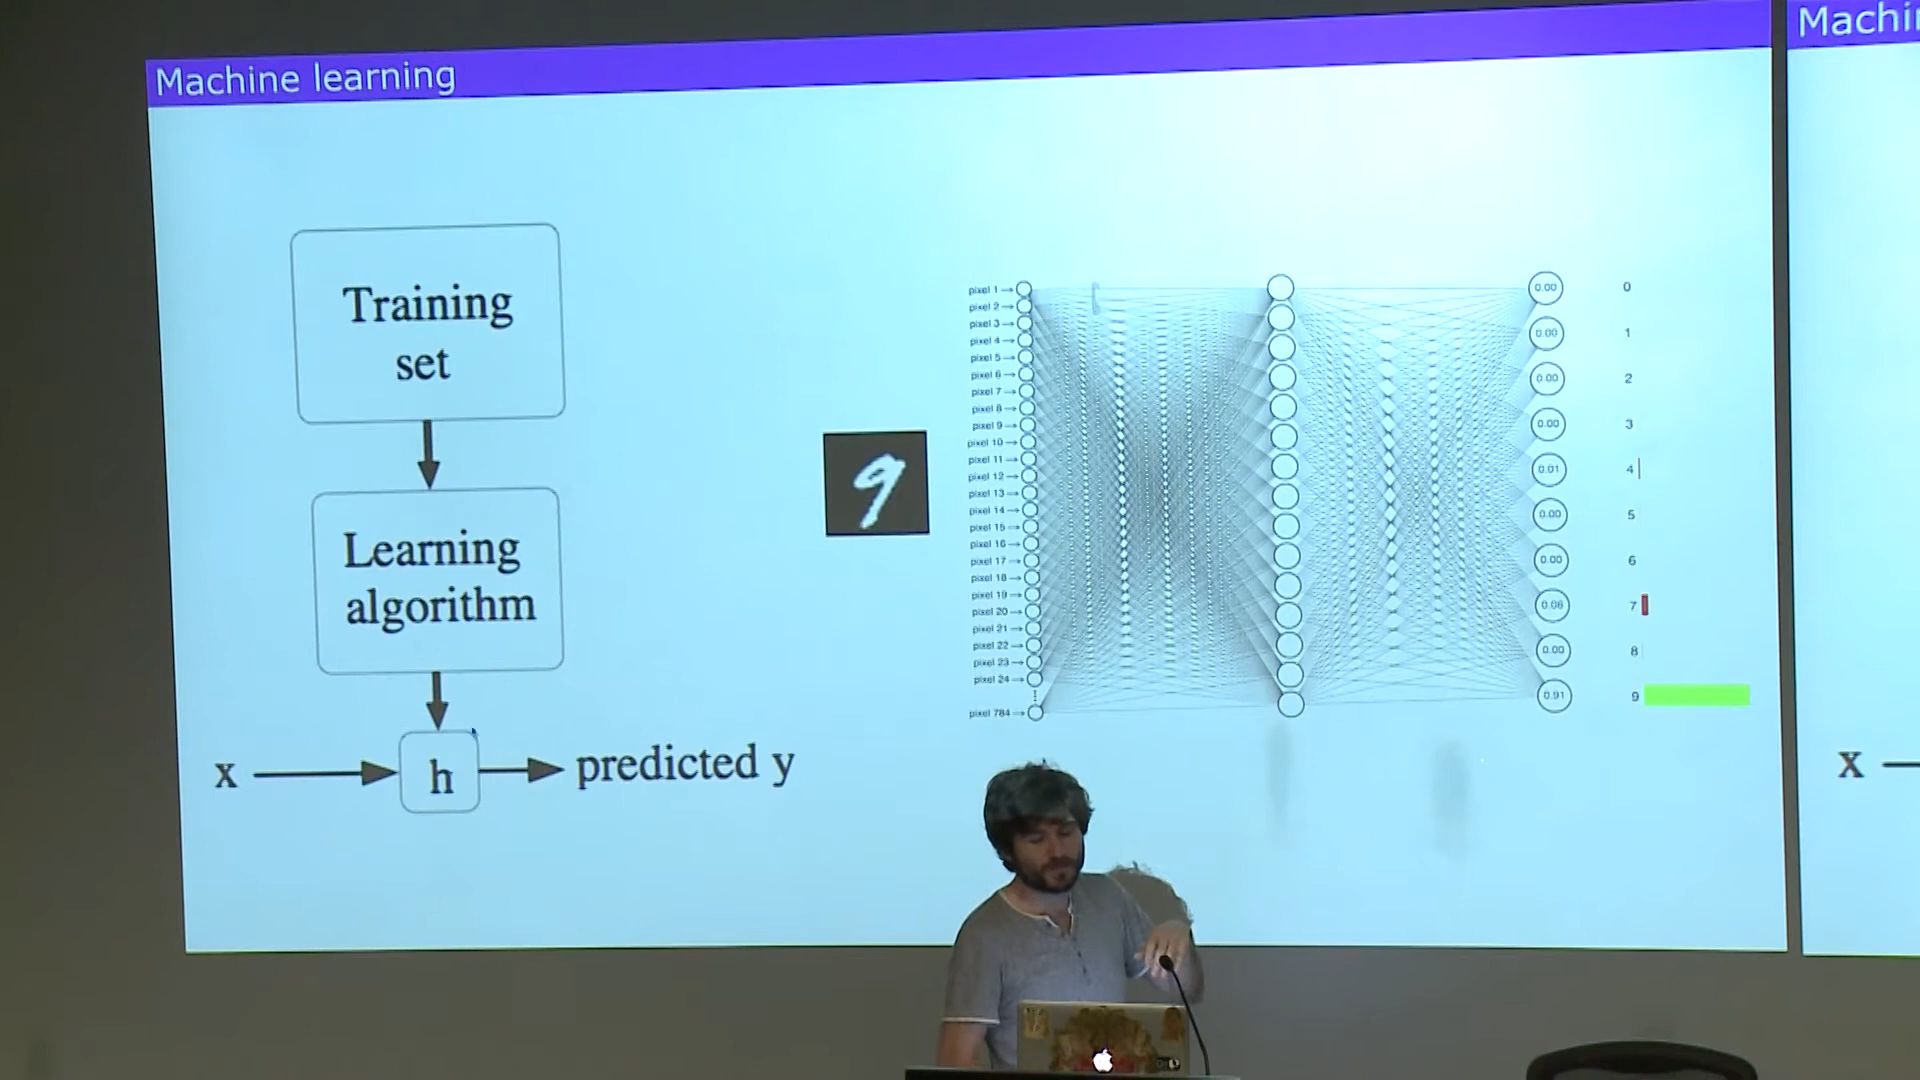 Machine learning
Machi
Training
set
Learning
algorithm
x
h
predicted y
9
pixel 1
pixel 2
pixel 3
pixel 4
pixel 5
pixel 6
pixel 7
pixel 8
pixel 9
pixel 10
pixel 11
pixel 12
pixel 13
pixel 14
pixel 15
pixel 16
pixel 17
pixel 18
pixel 19
pixel 20
pixel 21
pixel 22
pixel 23
pixel 24
pixel 784
0.00 0
0.00 1
0.00 2
0.00 3
0.01 4
0.00 5
0.00 6
0.06 7
0.00 8
0.91 9
x